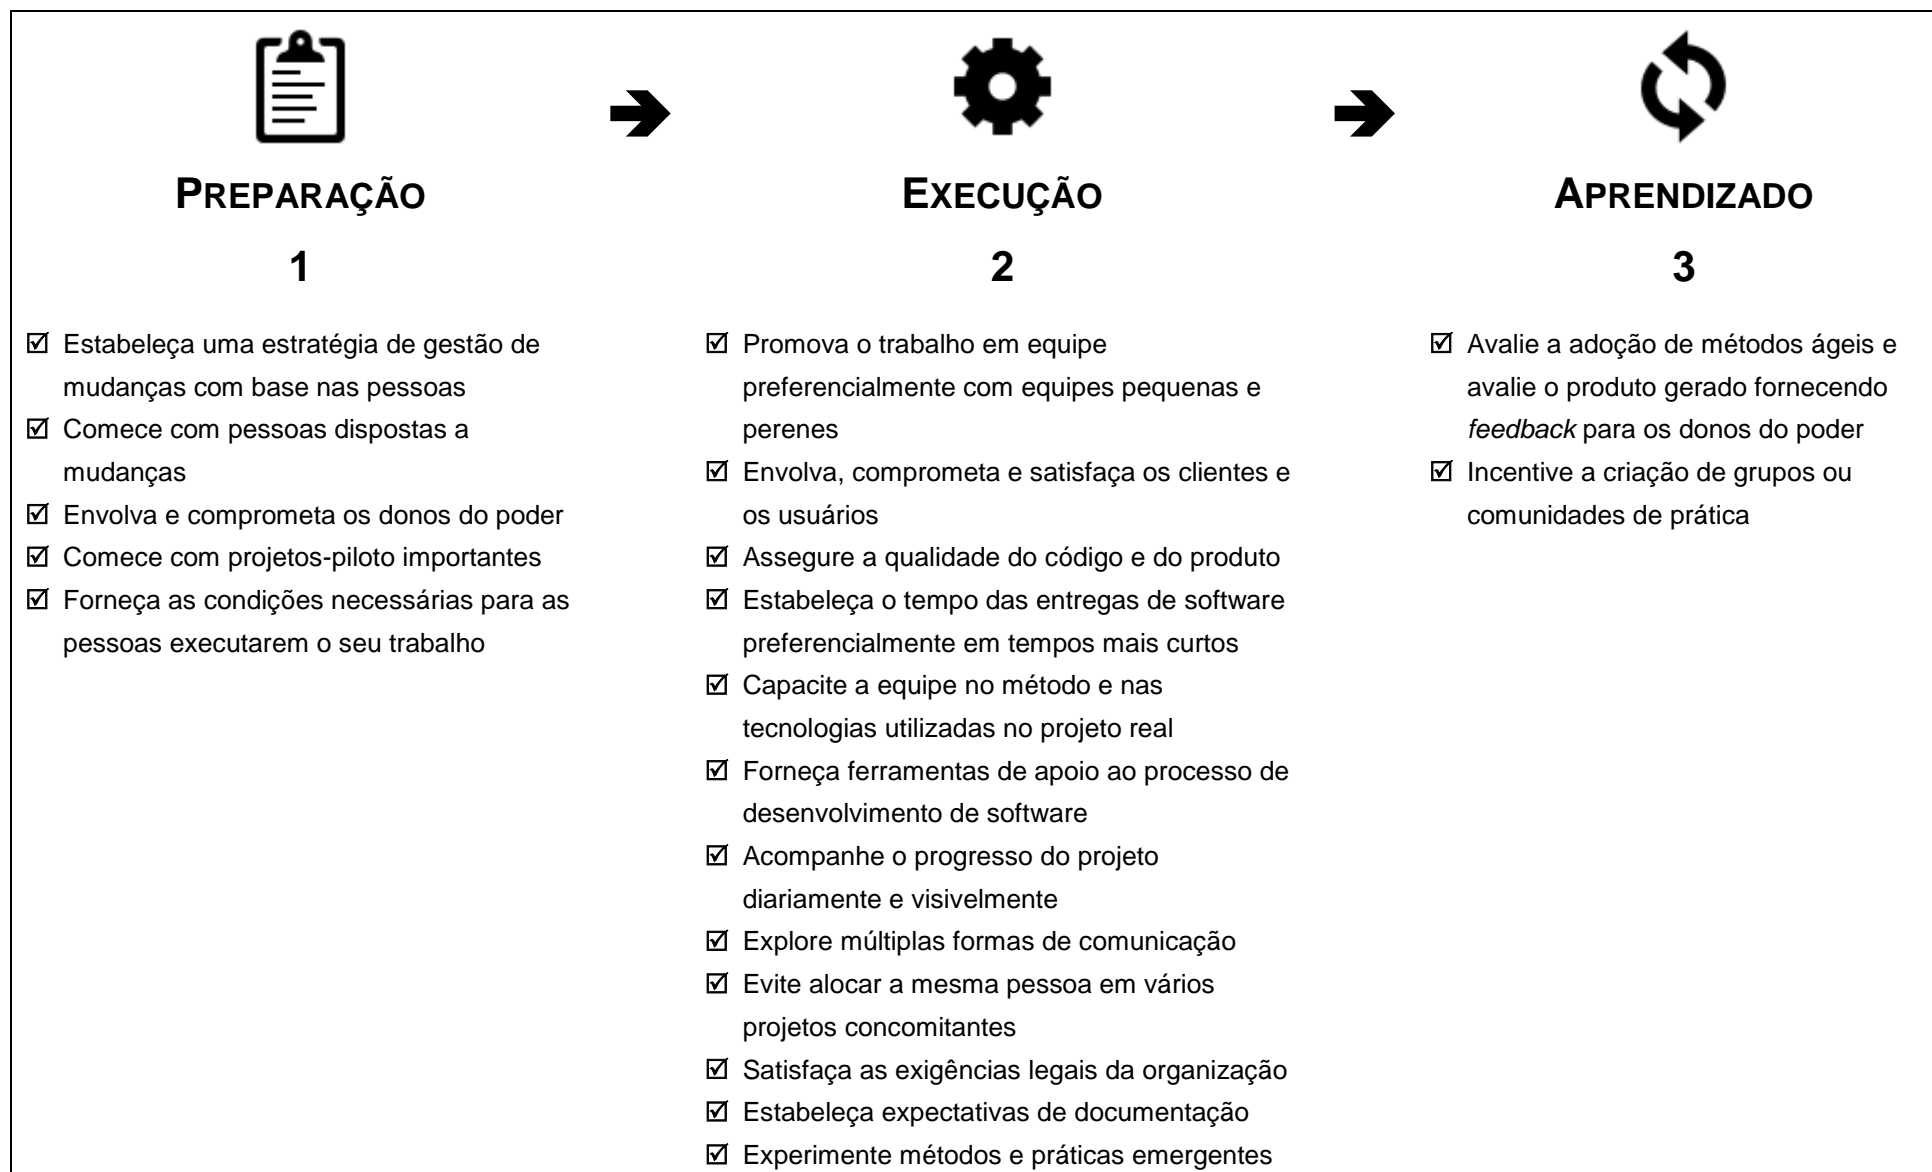 PREPARAÇÃO
1
Estabeleça uma estratégia de gestão de
mudanças com base nas pessoas
Comece com pessoas dispostas a
mudanças
Envolva e comprometa os donos do poder
Comece com projetos-piloto importantes
Forneça as condições necessárias para as
pessoas executarem o seu trabalho
EXECUÇÃO
2
Promova o trabalho em equipe
preferencialmente com equipes pequenas e
perenes
Envolva, comprometa e satisfaça os clientes e
os usuários
Assegure a qualidade do código e do produto
Estabeleça o tempo das entregas de software
preferencialmente em tempos mais curtos
Capacite a equipe no método e nas
tecnologias utilizadas no projeto real
Forneça ferramentas de apoio ao processo de
desenvolvimento de software
Acompanhe o progresso do projeto
diariamente e visivelmente
Explore múltiplas formas de comunicação
Evite alocar a mesma pessoa em vários
projetos concomitantes
Satisfaça as exigências legais da organização
Estabeleça expectativas de documentação
Experimente métodos e práticas emergentes
APRENDIZADO
3
Avalie a adoção de métodos ágeis e
avalie o produto gerado fornecendo
feedback para os donos do poder
Incentive a criação de grupos ou
comunidades de prática